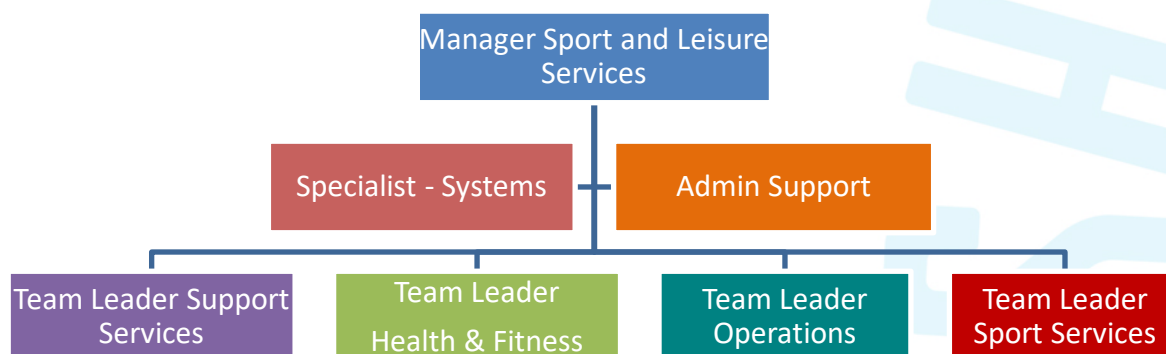 Manager Sport and Leisure
Services
Specialist - Systems
Admin Support
Team Leader Support
Services
Team Leader
Health & Fitness
Team Leader
Operations
Team Leader
Sport Services